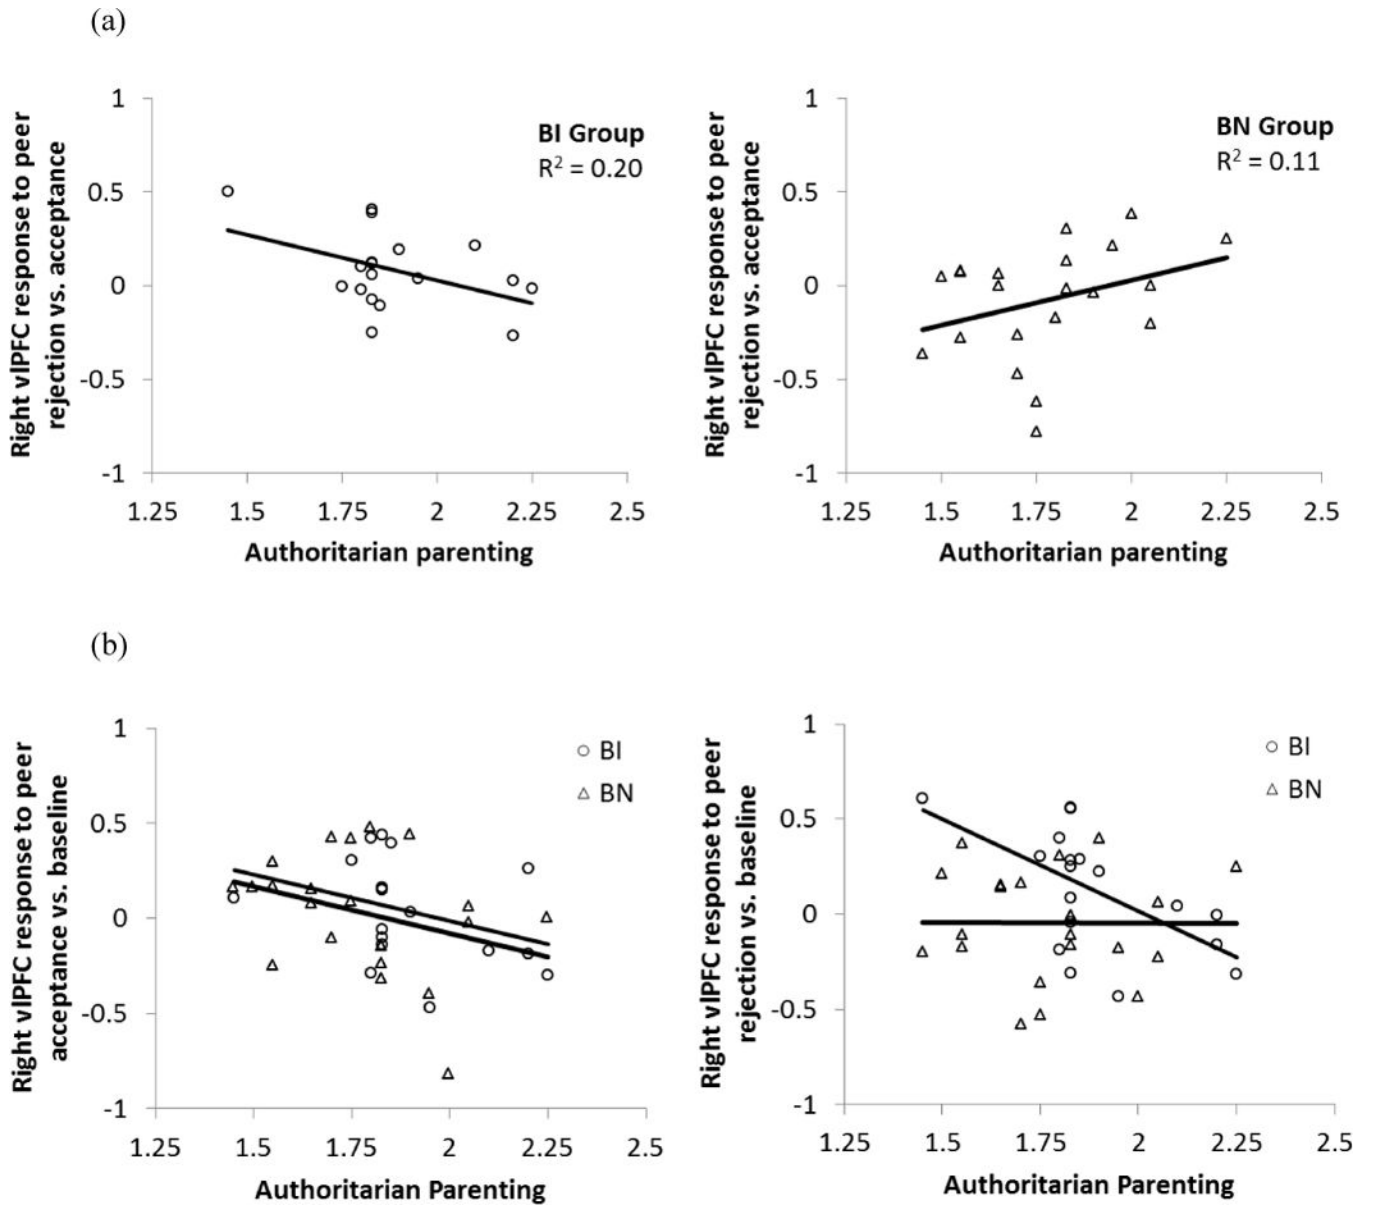 (a)
Right vlPFC response to peer
rejection vs. acceptance
1
0.5
0
-0.5
-1
BI Group
R² = 0.20
1.25 1.5 1.75 2 2.25 2.5
Authoritarian parenting
Right vlPFC response to peer
rejection vs. acceptance
1
0.5
0
-0.5
-1
BN Group
R² = 0.11
1.25 1.5 1.75 2 2.25 2.5
Authoritarian parenting
(b)
Right vlPFC response to peer
acceptance vs. baseline
1
0.5
0
-0.5
-1
BI
BN
1.25 1.5 1.75 2 2.25 2.5
Authoritarian Parenting
Right vlPFC response to peer
rejection vs. baseline
1
0.5
0
-0.5
-1
BI
BN
1.25 1.5 1.75 2 2.25 2.5
Authoritarian Parenting